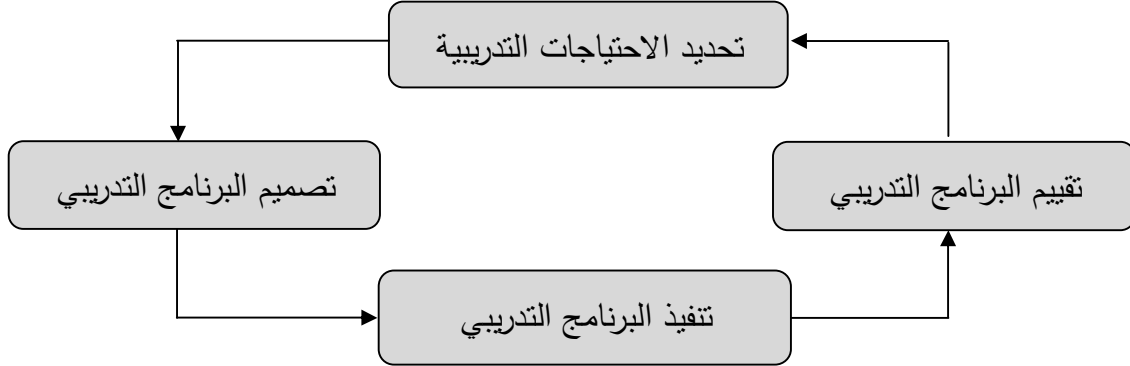 تحديد الاحتياجات التدريبية
تصميم البرنامج التدريبي
تقييم البرنامج التدريبي
تنفيذ البرنامج التدريبي